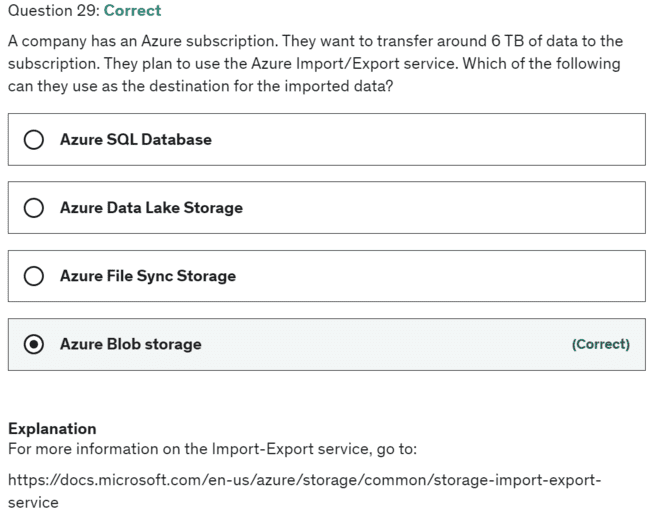 Question 29: Correct
A company has an Azure subscription. They want to transfer around 6 TB of data to the
subscription. They plan to use the Azure Import/Export service. Which of the following
can they use as the destination for the imported data?
Azure SQL Database
Azure Data Lake Storage
Azure File Sync Storage
Azure Blob storage
(Correct)
Explanation
For more information on the Import-Export service, go to:
https://docs.microsoft.com/en-us/azure/storage/common/storage-import-export-
service